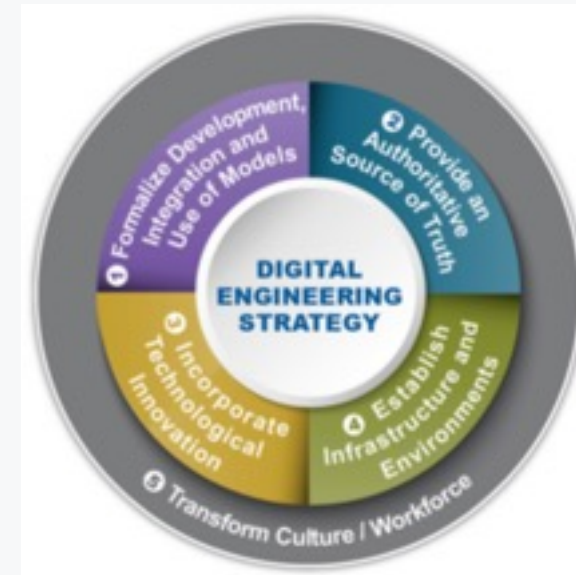 1 Formalize Development,
Integration and
Use of Models
2 Provide an
Authoritative
Source of Truth
DIGITAL
ENGINEERING
STRATEGY
3 Incorporate
Technological
Innovation
4 Establish
Infrastructure and
Environments
5 Transform Culture / Workforce